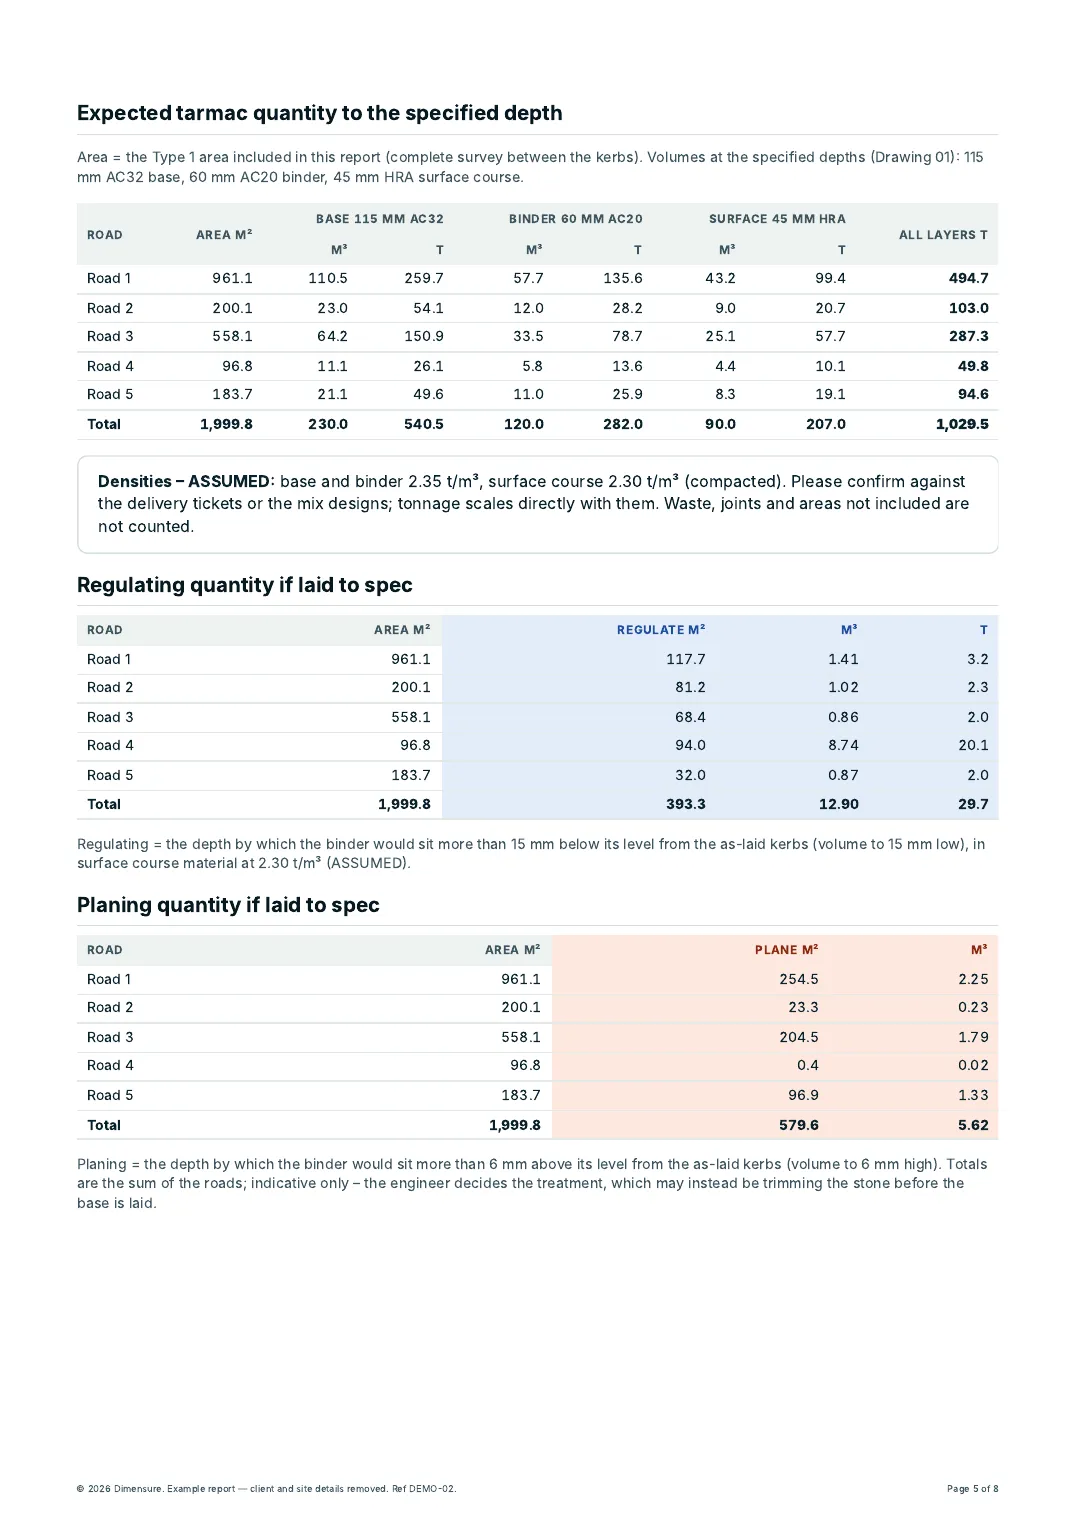 Expected tarmac quantity to the specified depth
Area = the Type 1 area included in this report (complete survey between the kerbs). Volumes at the specified depths (Drawing 01): 115
mm AC32 base, 60 mm AC20 binder, 45 mm HRA surface course.
BASE 115 MM AC32 BINDER 60 MM AC20 SURFACE 45 MM HRA
ROAD AREA M² ALL LAYERS T
M³ T M³ T M³ T
Road 1 961.1 110.5 259.7 57.7 135.6 43.2 99.4 494.7
Road 2 200.1 23.0 54.1 12.0 28.2 9.0 20.7 103.0
Road 3 558.1 64.2 150.9 33.5 78.7 25.1 57.7 287.3
Road 4 96.8 11.1 26.1 5.8 13.6 4.4 10.1 49.8
Road 5 183.7 21.1 49.6 11.0 25.9 8.3 19.1 94.6
Total 1,999.8 230.0 540.5 120.0 282.0 90.0 207.0 1,029.5
Densities – ASSUMED: base and binder 2.35 t/m³, surface course 2.30 t/m³ (compacted). Please confirm against
the delivery tickets or the mix designs; tonnage scales directly with them. Waste, joints and areas not included are
not counted.
Regulating quantity if laid to spec
ROAD AREA M² REGULATE M² M³ T
Road 1 961.1 117.7 1.41 3.2
Road 2 200.1 81.2 1.02 2.3
Road 3 558.1 68.4 0.86 2.0
Road 4 96.8 94.0 8.74 20.1
Road 5 183.7 32.0 0.87 2.0
Total 1,999.8 393.3 12.90 29.7
Regulating = the depth by which the binder would sit more than 15 mm below its level from the as-laid kerbs (volume to 15 mm low), in
surface course material at 2.30 t/m³ (ASSUMED).
Planing quantity if laid to spec
ROAD AREA M² PLANE M² M³
Road 1 961.1 254.5 2.25
Road 2 200.1 23.3 0.23
Road 3 558.1 204.5 1.79
Road 4 96.8 0.4 0.02
Road 5 183.7 96.9 1.33
Total 1,999.8 579.6 5.62
Planing = the depth by which the binder would sit more than 6 mm above its level from the as-laid kerbs (volume to 6 mm high). Totals
are the sum of the roads; indicative only – the engineer decides the treatment, which may instead be trimming the stone before the
base is laid.
© 2026 Dimensure. Example report — client and site details removed. Ref DEMO-02. Page 5 of 8